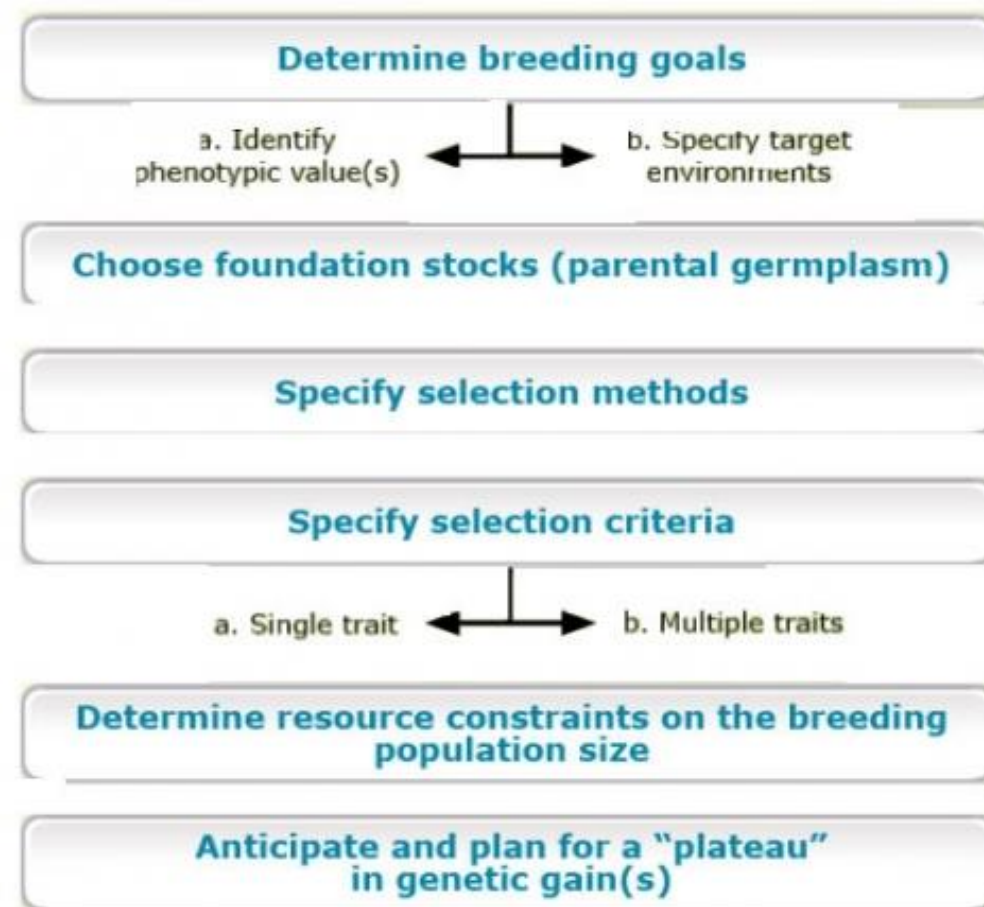 Determine breeding goals
a. Identify
phenotypic value(s)
b. Specify target
environments
Choose foundation stocks (parental germplasm)
Specify selection methods
Specify selection criteria
a. Single trait
b. Multiple traits
Determine resource constraints on the breeding
population size
Anticipate and plan for a “plateau”
in genetic gain(s)